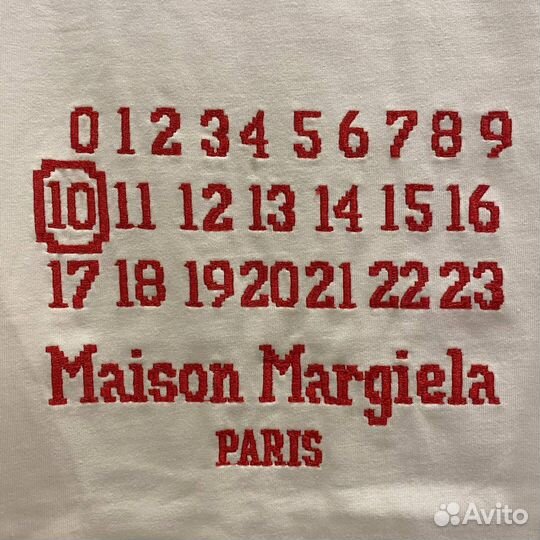 0 1 2 3 4 5 6 7 8 9
10 11 12 13 14 15 16
17 18 19 20 21 22 23
Maison Margiela
PARIS
Avito